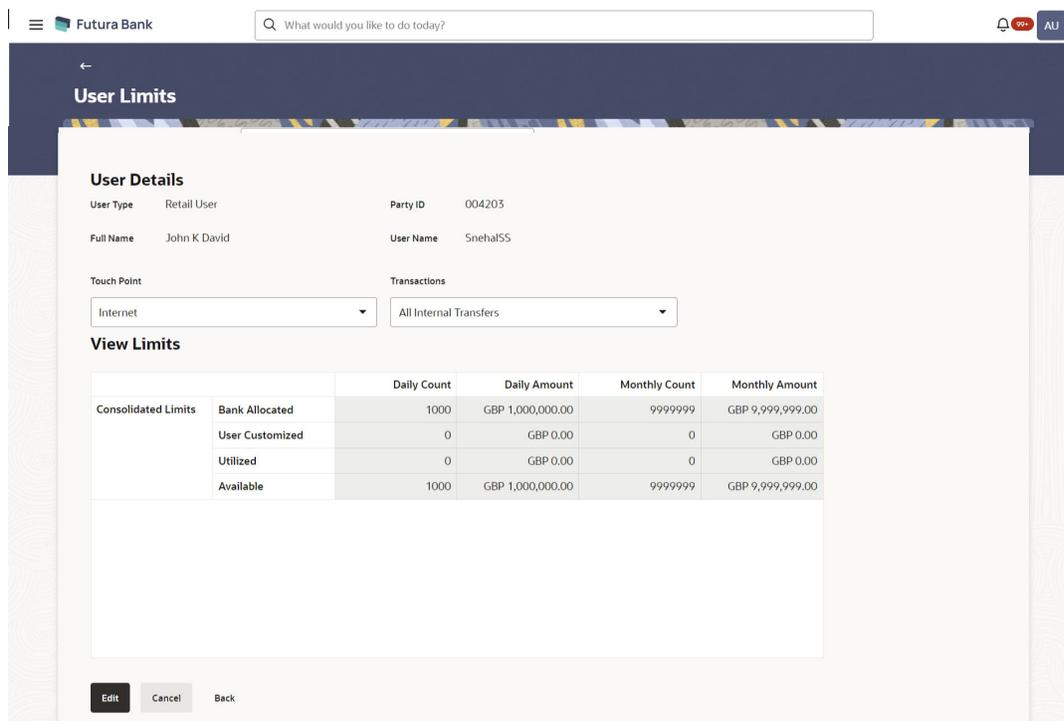 Futura Bank
What would you like to do today?
99+
AU
User Limits
User Details
User Type Retail User Party ID 004203
Full Name John K David User Name SnehalSS
Touch Point Transactions
Internet All Internal Transfers
View Limits
Daily Count Daily Amount Monthly Count Monthly Amount
Consolidated Limits Bank Allocated 1000 GBP 1,000,000.00 9999999 GBP 9,999,999.00
User Customized 0 GBP 0.00 0 GBP 0.00
Utilized 0 GBP 0.00 0 GBP 0.00
Available 1000 GBP 1,000,000.00 9999999 GBP 9,999,999.00
Edit Cancel Back